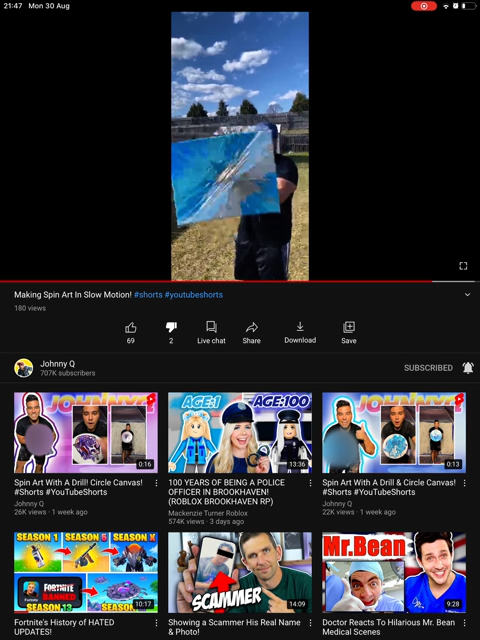 21:47 Mon 30 Aug
Making Spin Art In Slow Motion! #shorts #youtubeshorts
180 views
69
2
Live chat
Share
Download
Save
Johnny Q
707K subscribers
SUBSCRIBED
JOHNNYQ
0:16
AGE:1
AGE:100
13:36
JOHNNYQ
0:13
Spin Art With A Drill! Circle Canvas! #Shorts #YouTubeShorts
Johnny Q
26K views · 1 week ago
100 YEARS OF BEING A POLICE OFFICER IN BROOKHAVEN! (ROBLOX BROOKHAVEN RP)
Mackenzie Turner Roblox
574K views · 3 days ago
Spin Art With A Drill & Circle Canvas! #Shorts #YouTubeShorts
Johnny Q
22K views · 1 week ago
SEASON 1
SEASON 6
SEASON X
Fortnite
FORTNITE
BANNED
SEASON 13
10:17
SCAMMER
14:09
Mr.Bean
9:28
Fortnite's History of HATED UPDATES!
Showing a Scammer His Real Name & Photo!
Doctor Reacts To Hilarious Mr. Bean Medical Scenes